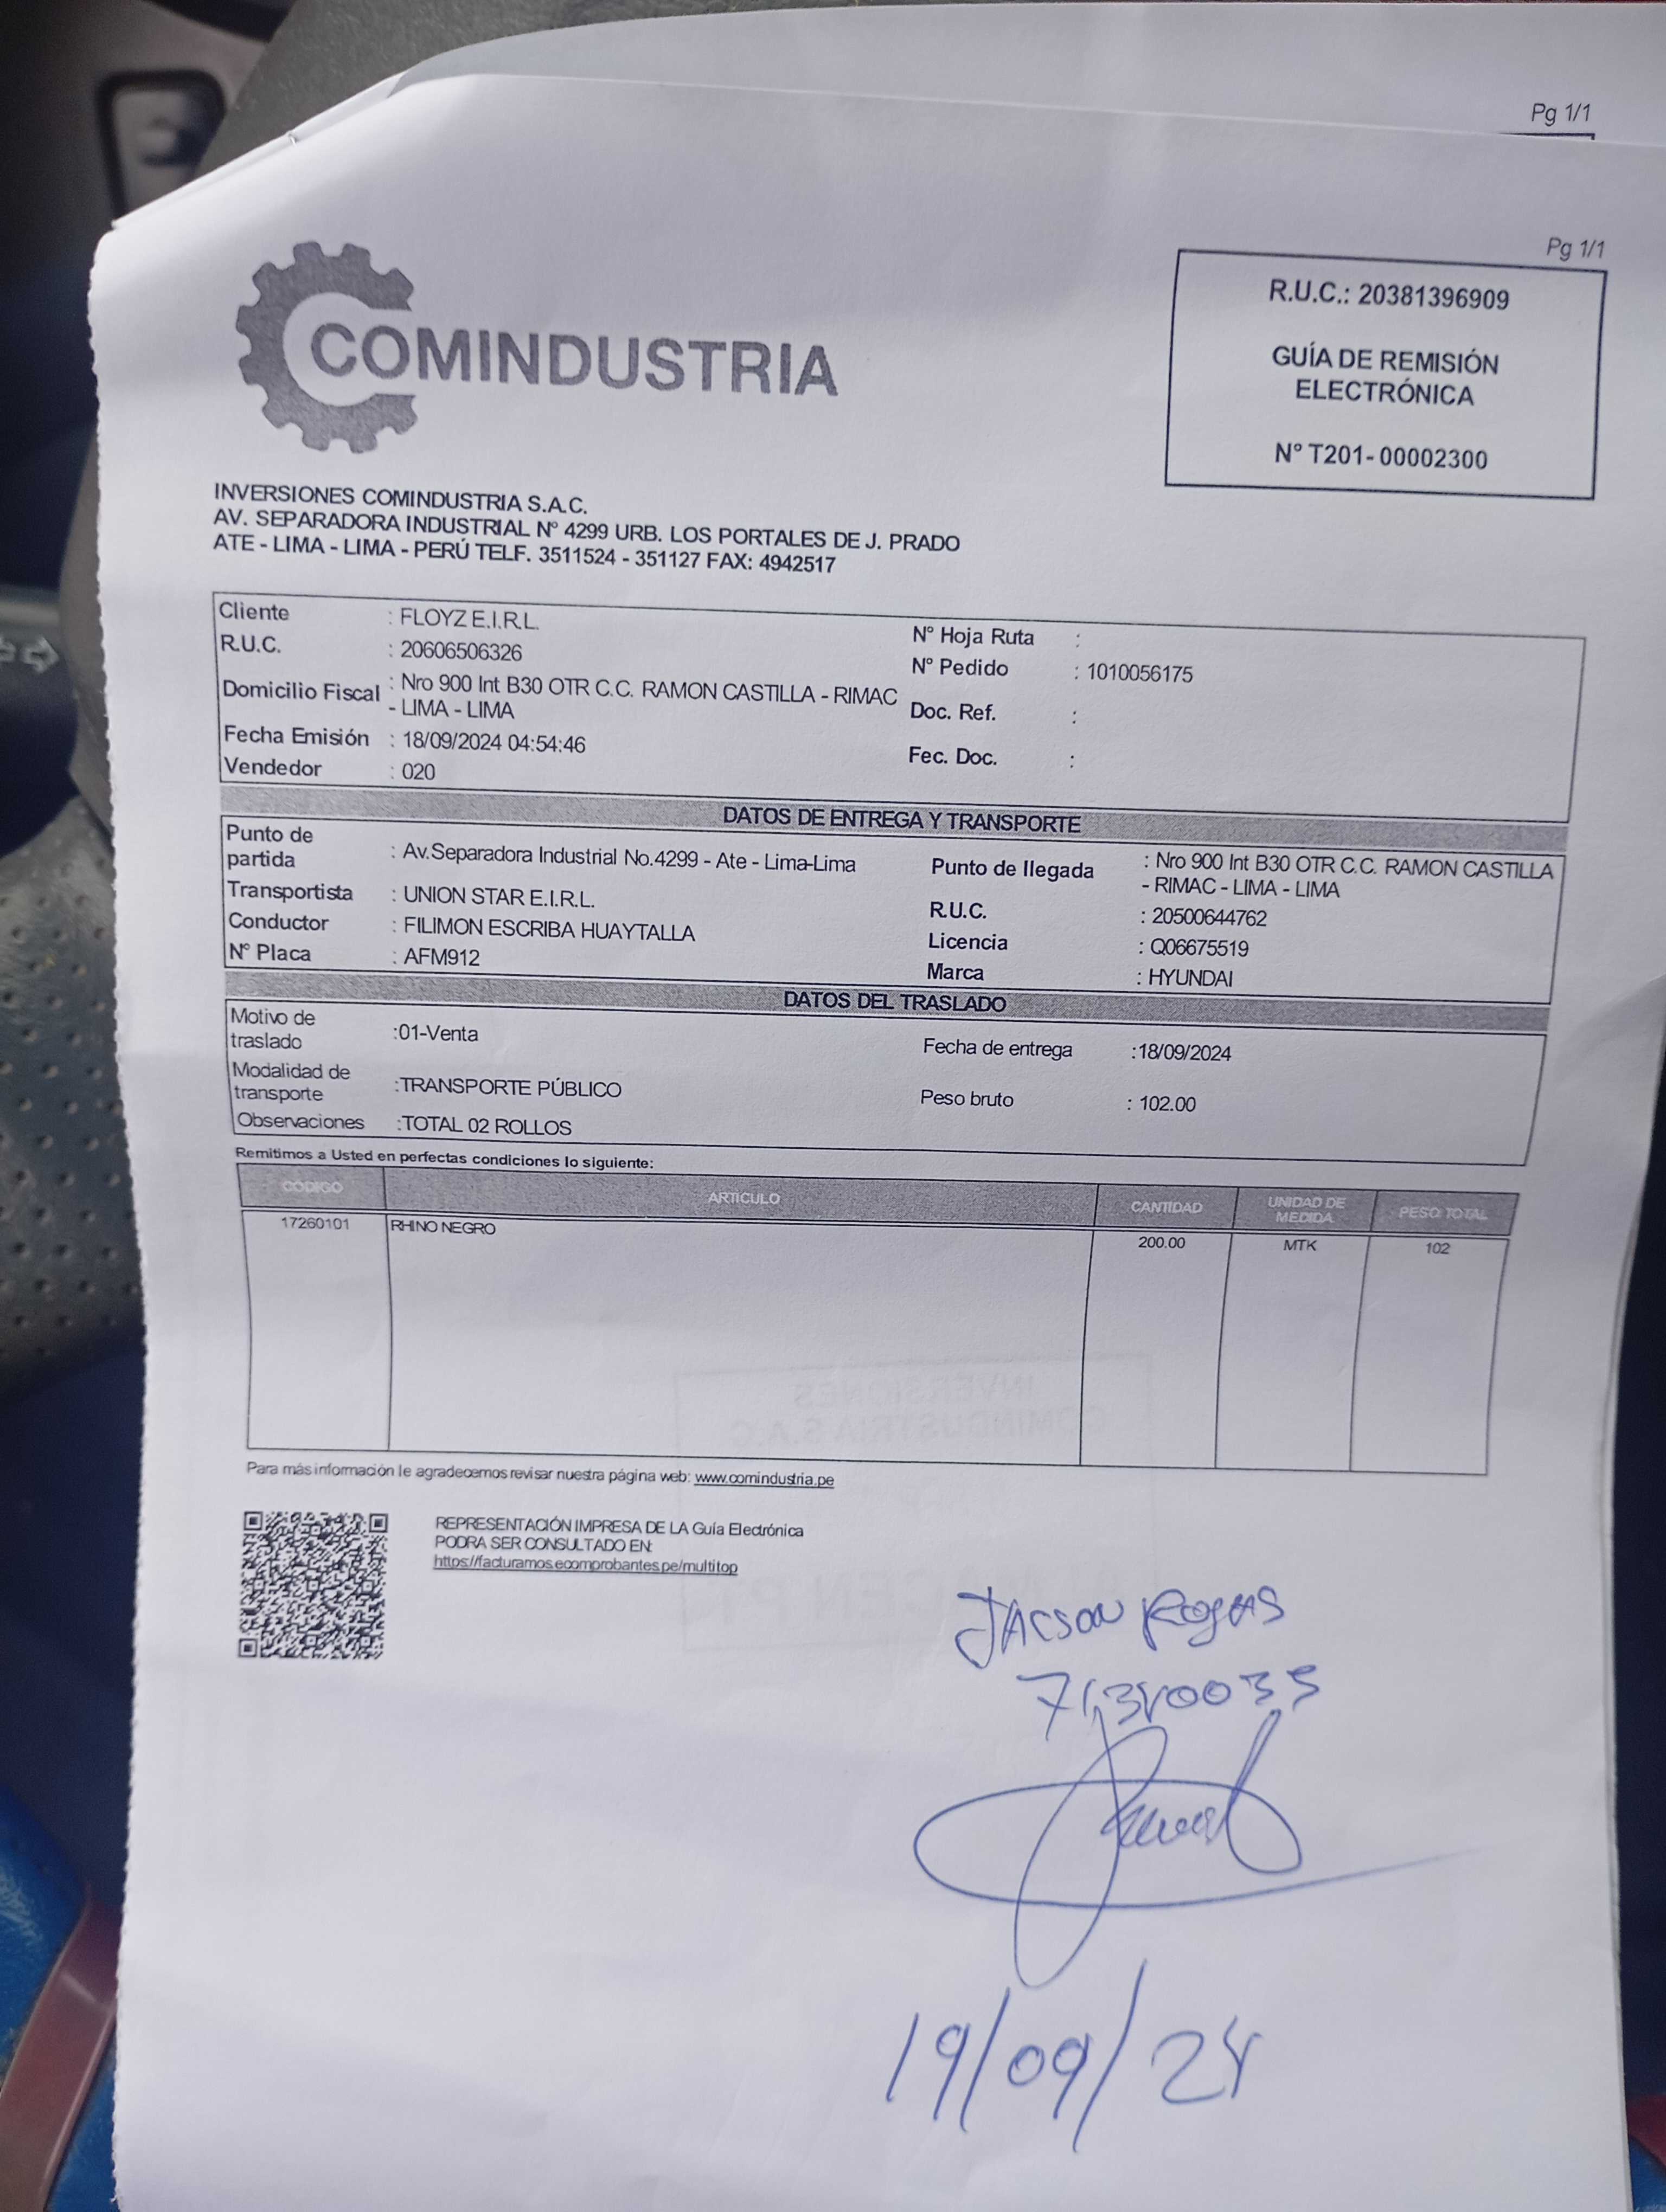 Pg 1/1
Pg 1/1
COMINDUSTRIA
R.U.C.: 20381396909
GUÍA DE REMISIÓN
ELECTRÓNICA
Nº T201-00002300
INVERSIONES COMINDUSTRIA S.A.C.
AV. SEPARADORA INDUSTRIAL Nº 4299 URB. LOS PORTALES DE J. PRADO
ATE - LIMA - LIMA - PERÚ TELF. 3511524 - 351127 FAX: 4942517
Cliente : FLOYZ E.I.R.L.
R.U.C. : 20606506326
Domicilio Fiscal : Nro 900 Int B30 OTR C.C. RAMON CASTILLA - RIMAC
- LIMA - LIMA
Fecha Emisión : 18/09/2024 04:54:46
Vendedor : 020
Nº Hoja Ruta :
Nº Pedido : 1010056175
Doc. Ref. :
Fec. Doc. :
DATOS DE ENTREGA Y TRANSPORTE
Punto de
partida : Av.Separadora Industrial No.4299 - Ate - Lima-Lima
Transportista : UNION STAR E.I.R.L.
Conductor : FILIMON ESCRIBA HUAYTALLA
Nº Placa : AFM912
Punto de llegada : Nro 900 Int B30 OTR C.C. RAMON CASTILLA
- RIMAC - LIMA - LIMA
R.U.C. : 20500644762
Licencia : Q06675519
Marca : HYUNDAI
DATOS DEL TRASLADO
Motivo de
traslado :01-Venta
Modalidad de
transporte :TRANSPORTE PÚBLICO
Observaciones :TOTAL 02 ROLLOS
Fecha de entrega :18/09/2024
Peso bruto : 102.00
Remitimos a Usted en perfectas condiciones lo siguiente:
CÓDIGO ARTICULO CANTIDAD UNIDAD DE MEDIDA PESO TOTAL
17260101 RHINO NEGRO 200.00 MTK 102
Para más información le agradecemos revisar nuestra página web: www.comindustria.pe
REPRESENTACIÓN IMPRESA DE LA Guía Electrónica
PODRA SER CONSULTADO EN:
https://facturamos.ecomprobantes.pe/multitop
JACSON ROJAS
19/09/24